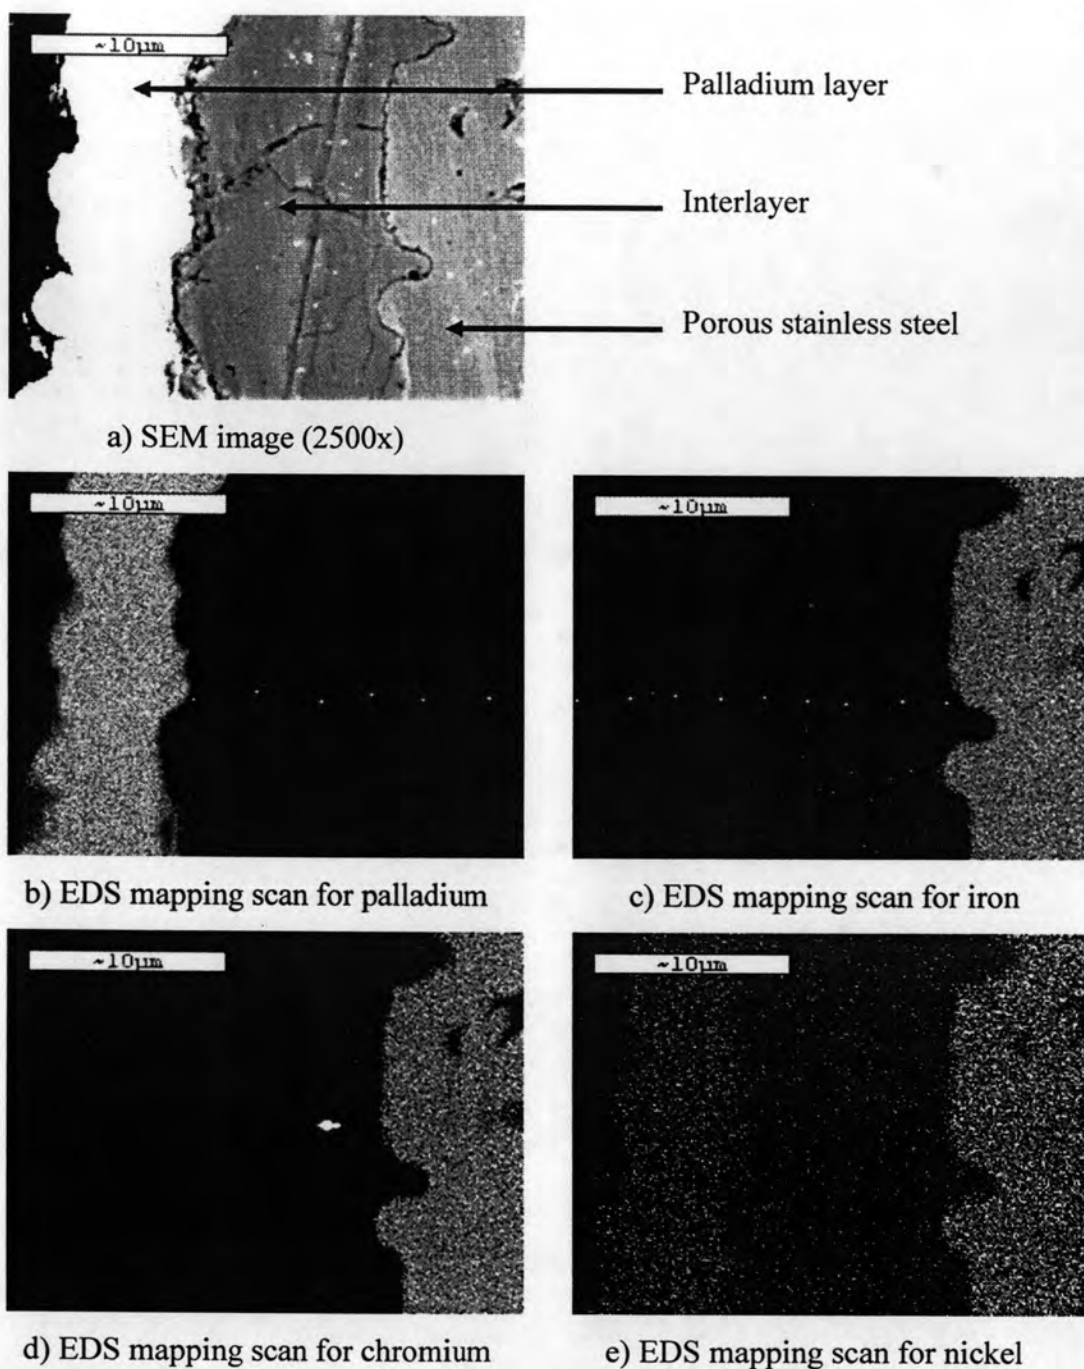 ~10µm
Palladium layer
Interlayer
Porous stainless steel
a) SEM image (2500x)
~10µm
~10µm
b) EDS mapping scan for palladium
c) EDS mapping scan for iron
~10µm
~10µm
d) EDS mapping scan for chromium
e) EDS mapping scan for nickel